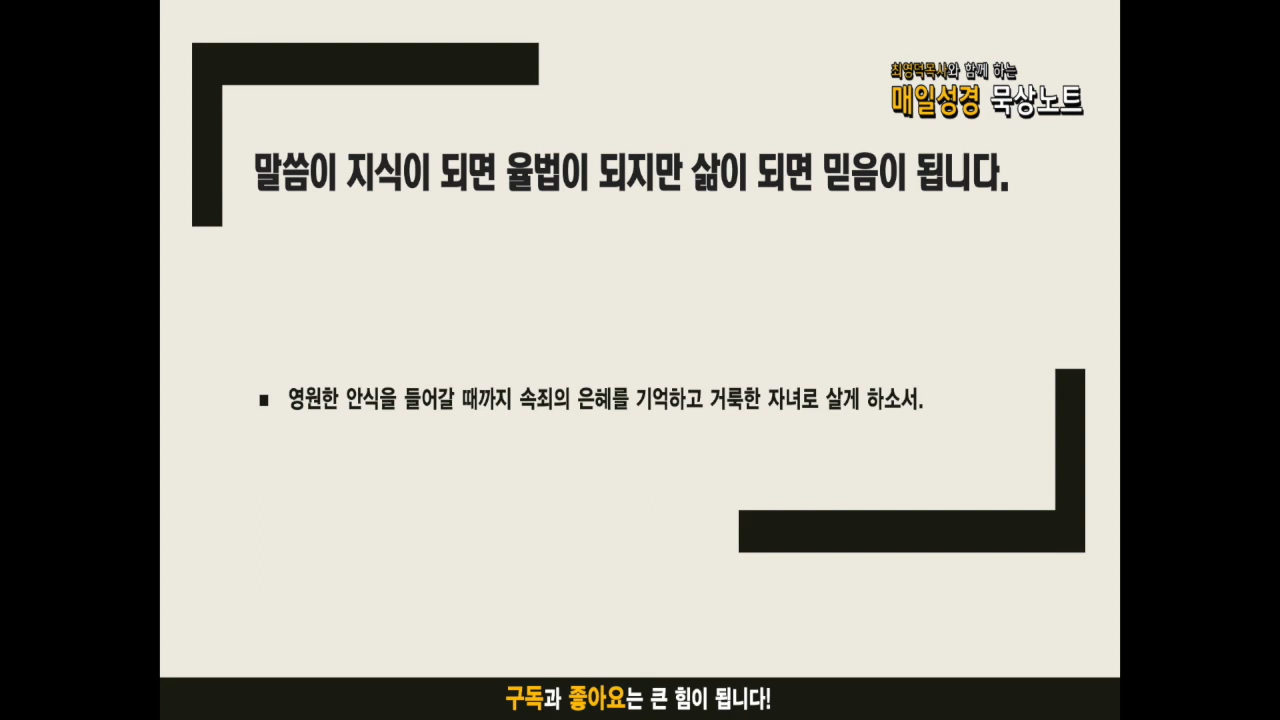 최영덕목사와 함께 하는
매일성경 묵상노트
말씀이 지식이 되면 율법이 되지만 삶이 되면 믿음이 됩니다.
▪ 영원한 안식을 들어갈 때까지 속죄의 은혜를 기억하고 거룩한 자녀로 살게 하소서.
구독과 좋아요는 큰 힘이 됩니다!